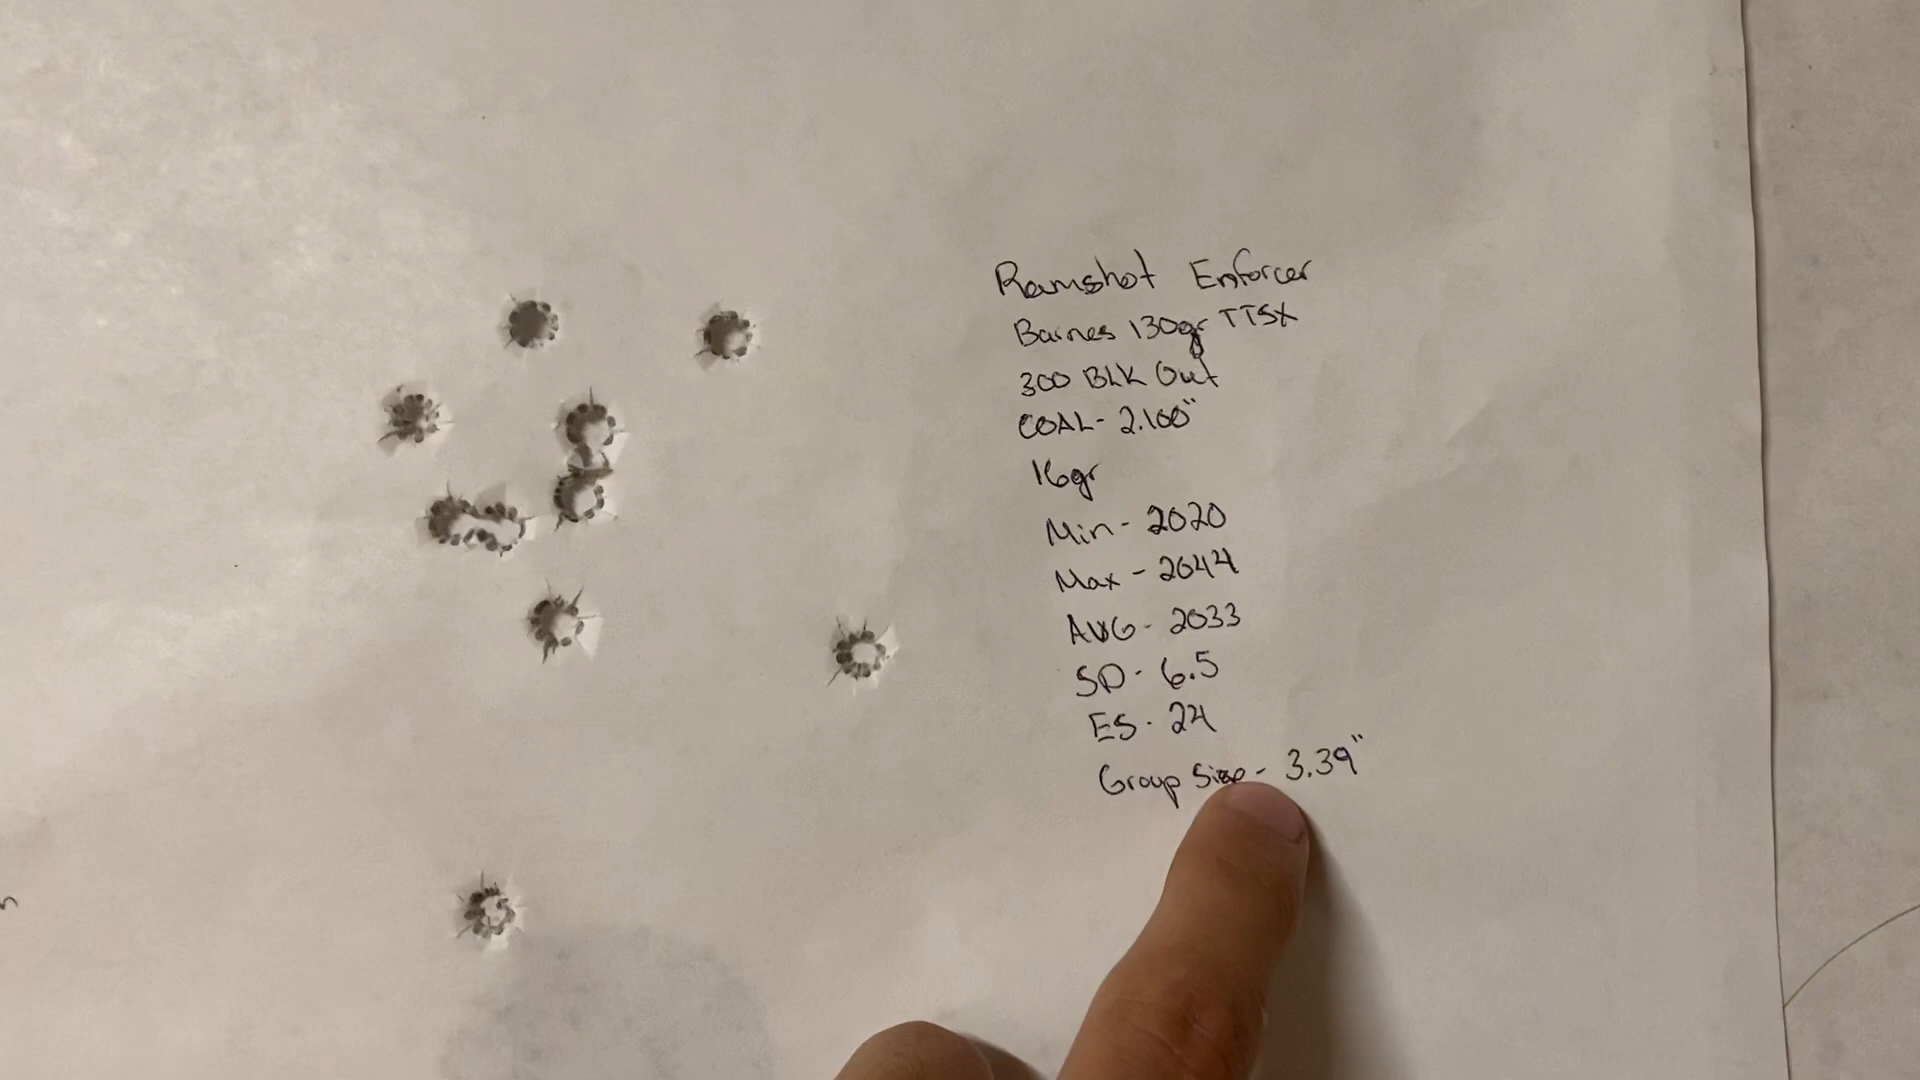 Ramshot Enforcer
Barnes 130gr TTSX
300 BLK Out
COAL- 2.100"
16gr
Min - 2020
Max - 2044
AVG - 2033
SD - 6.5
ES - 24
Group Size - 3.39"